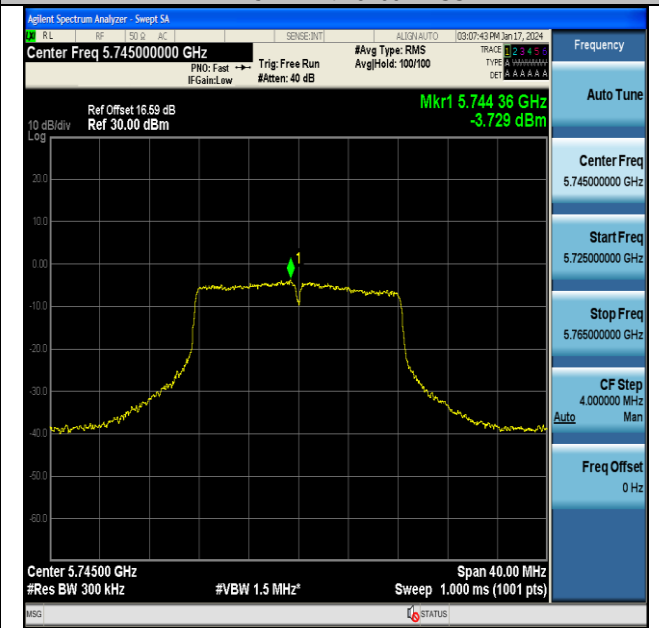 Agilent Spectrum Analyzer - Swept SA
RL RF 50 Ω AC SENSE:INT ALIGN AUTO 03:07:43 PM Jan 17, 2024
Center Freq 5.745000000 GHz
#Avg Type: RMS
TRACE 1 2 3 4 5 6
PNO: Fast Trig: Free Run Avg|Hold: 100/100
TYPE A
IFGain:Low #Atten: 40 dB
DET A A A A A A
Mkr1 5.744 36 GHz
-3.729 dBm
Ref Offset 16.59 dB
10 dB/div Ref 30.00 dBm
Log
20.0
10.0
0.00
-10.0
-20.0
-30.0
-40.0
-50.0
-60.0
1
Center 5.74500 GHz Span 40.00 MHz
#Res BW 300 kHz #VBW 1.5 MHz* Sweep 1.000 ms (1001 pts)
MSG STATUS
Frequency
Auto Tune
Center Freq
5.745000000 GHz
Start Freq
5.725000000 GHz
Stop Freq
5.765000000 GHz
CF Step
4.000000 MHz
Auto Man
Freq Offset
0 Hz